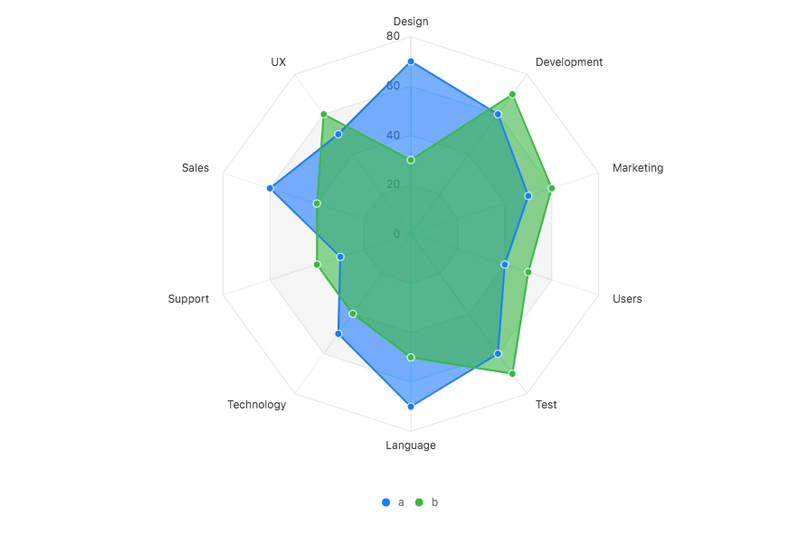 Design
80
UX
Development
60
40
Sales
Marketing
20
0
Support
Users
Technology
Test
Language
a b